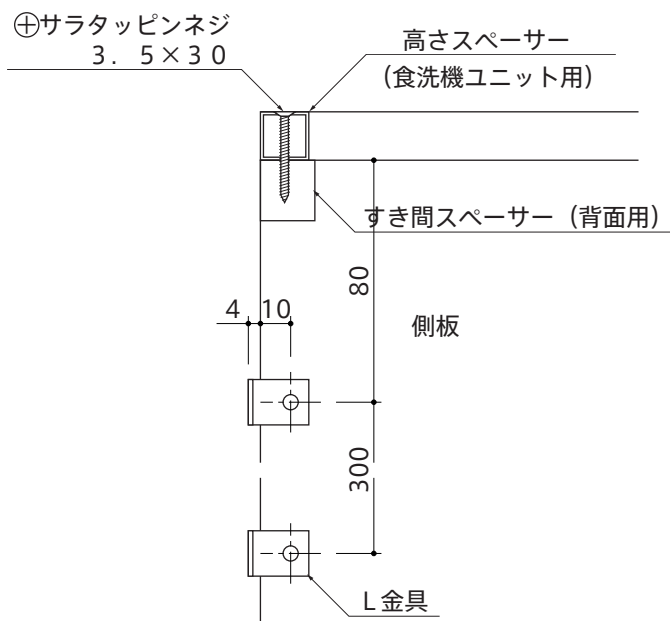 ⊕サラタッピンネジ
3. 5×30
高さスペーサー
(食洗機ユニット用)
すき間スペーサー (背面用)
80
4 10
側板
300
L金具